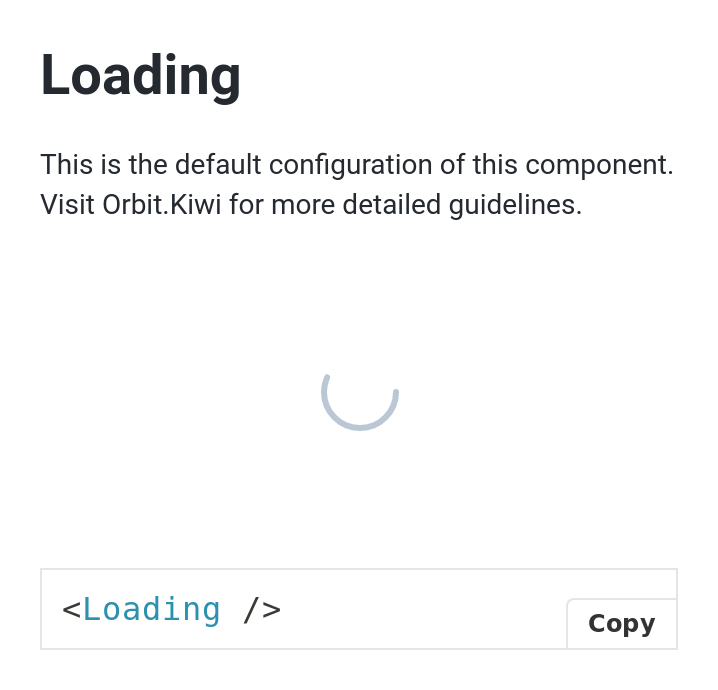 Loading
This is the default configuration of this component.
Visit Orbit.Kiwi for more detailed guidelines.
<Loading />
Copy